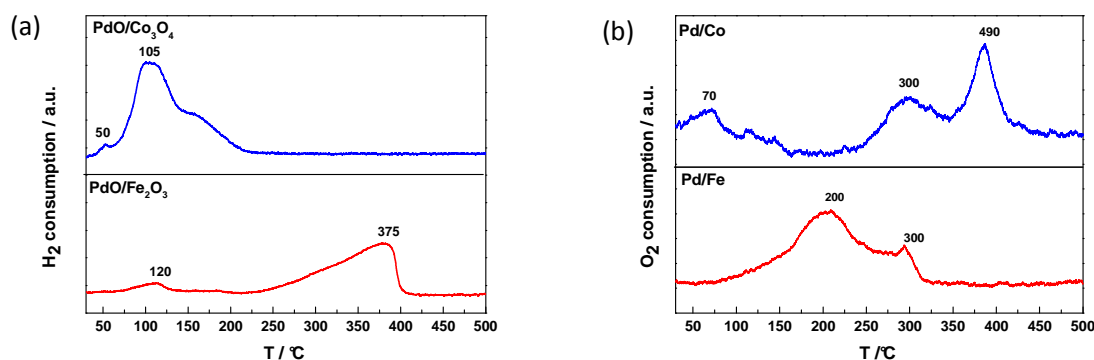 (a)
PdO/Co3O4
105
50
PdO/Fe2O3
375
120
H2 consumption / a.u.
50 100 150 200 250 300 350 400 450 500
T /℃
(b)
Pd/Co
490
300
70
Pd/Fe
200
300
O2 consumption / a.u.
50 100 150 200 250 300 350 400 450 500
T /℃